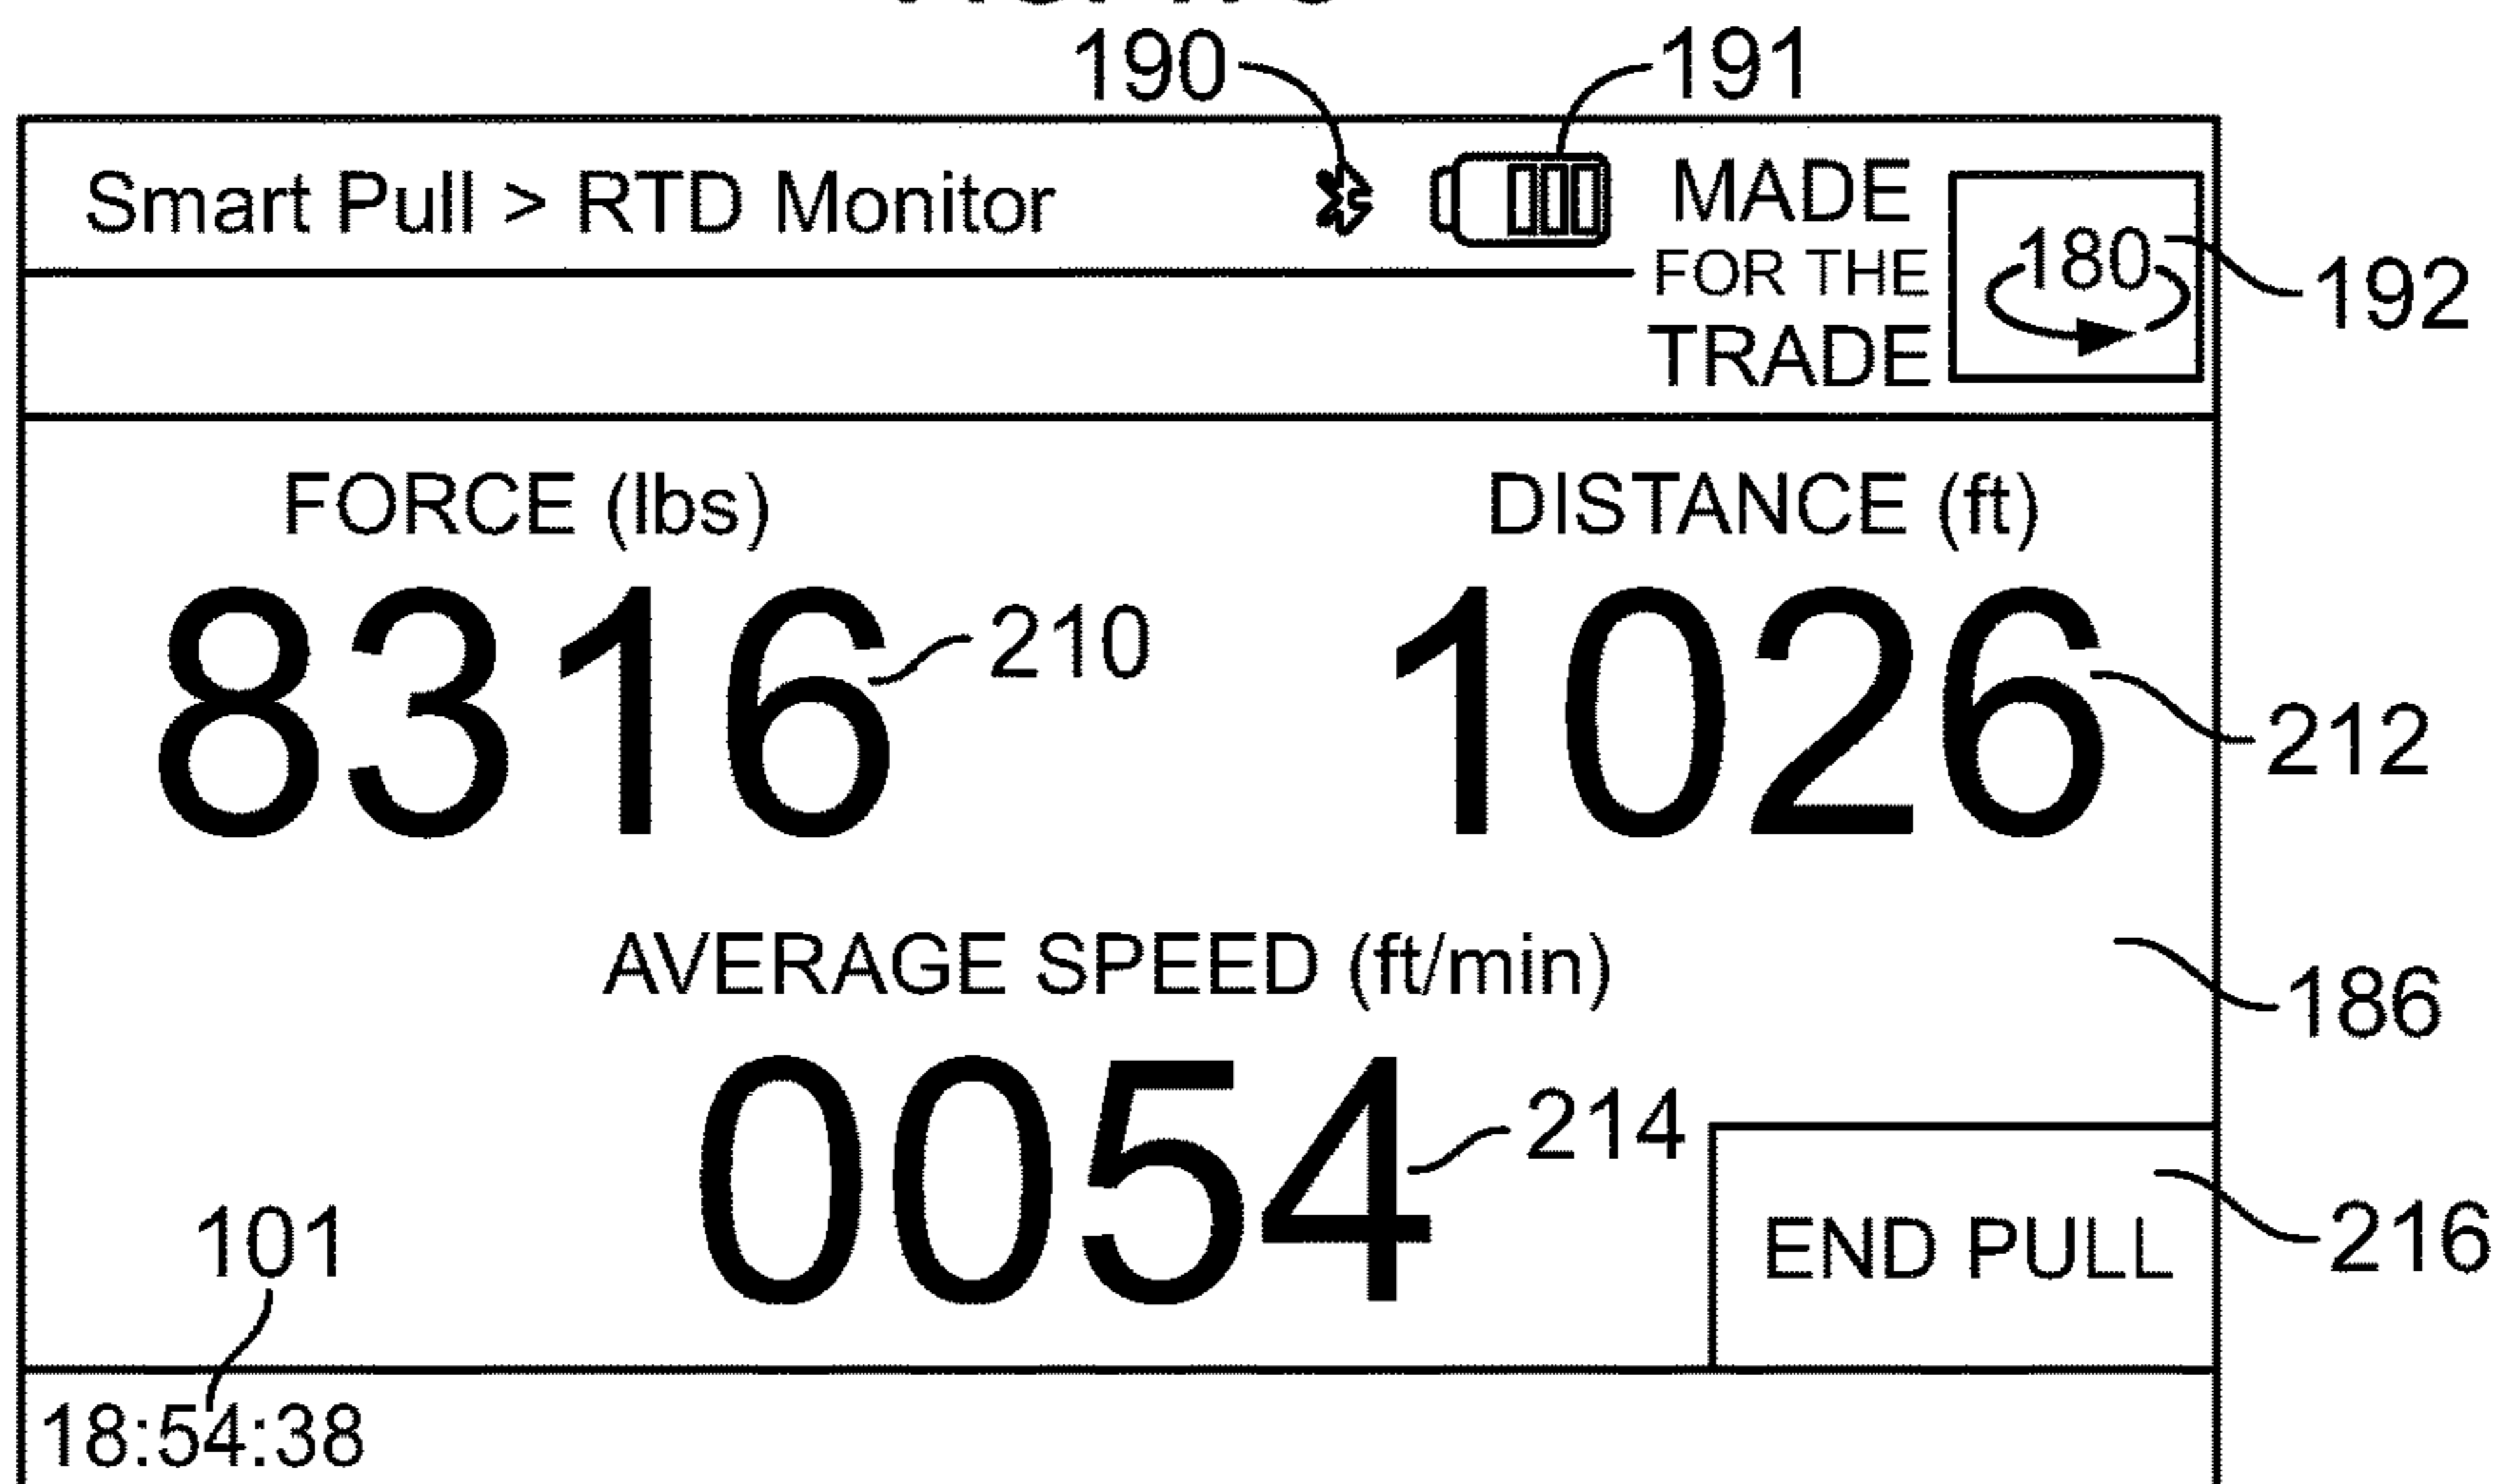 190 191
Smart Pull > RTD Monitor
MADE
FOR THE
TRADE
180
192
FORCE (lbs) DISTANCE (ft)
8316 210 1026
212
AVERAGE SPEED (ft/min)
186
0054 214
END PULL
216
101
18:54:38